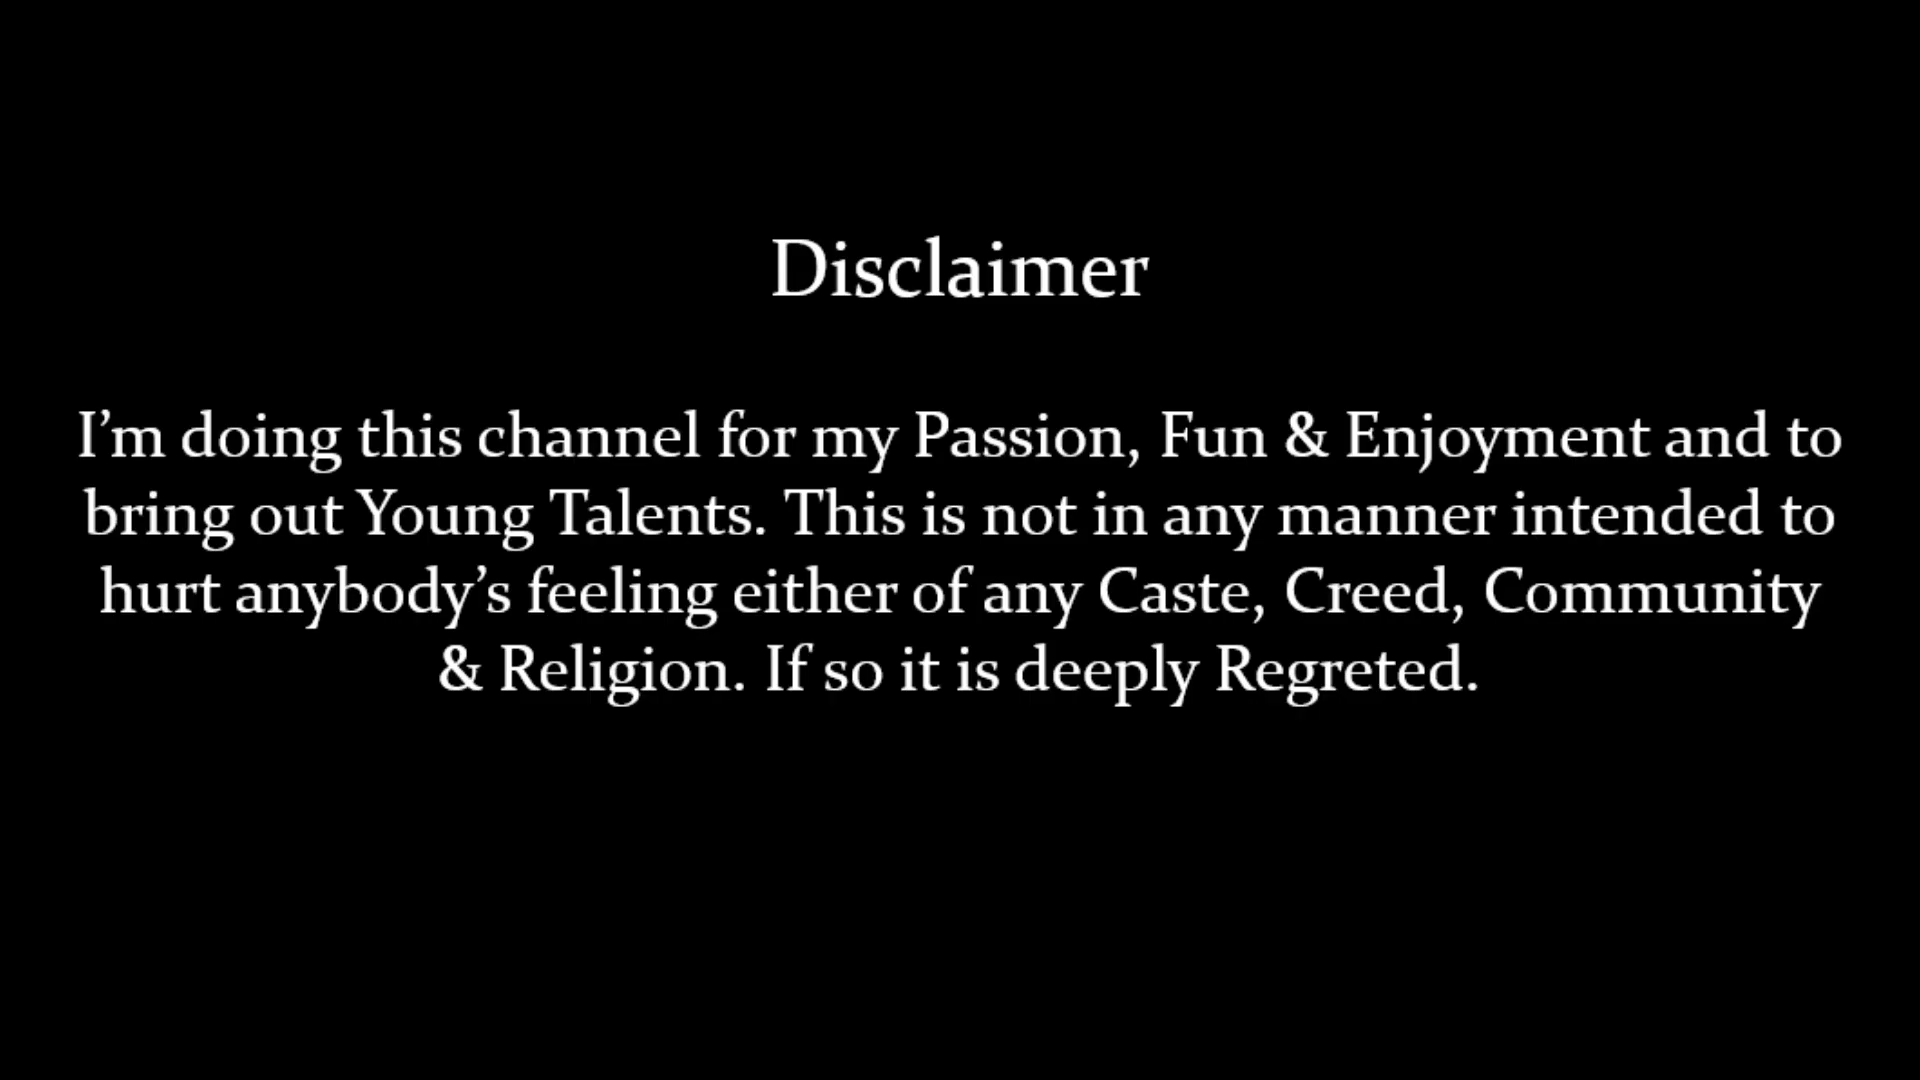 Disclaimer
I’m doing this channel for my Passion, Fun & Enjoyment and to
bring out Young Talents. This is not in any manner intended to
hurt anybody’s feeling either of any Caste, Creed, Community
& Religion. If so it is deeply Regreted.